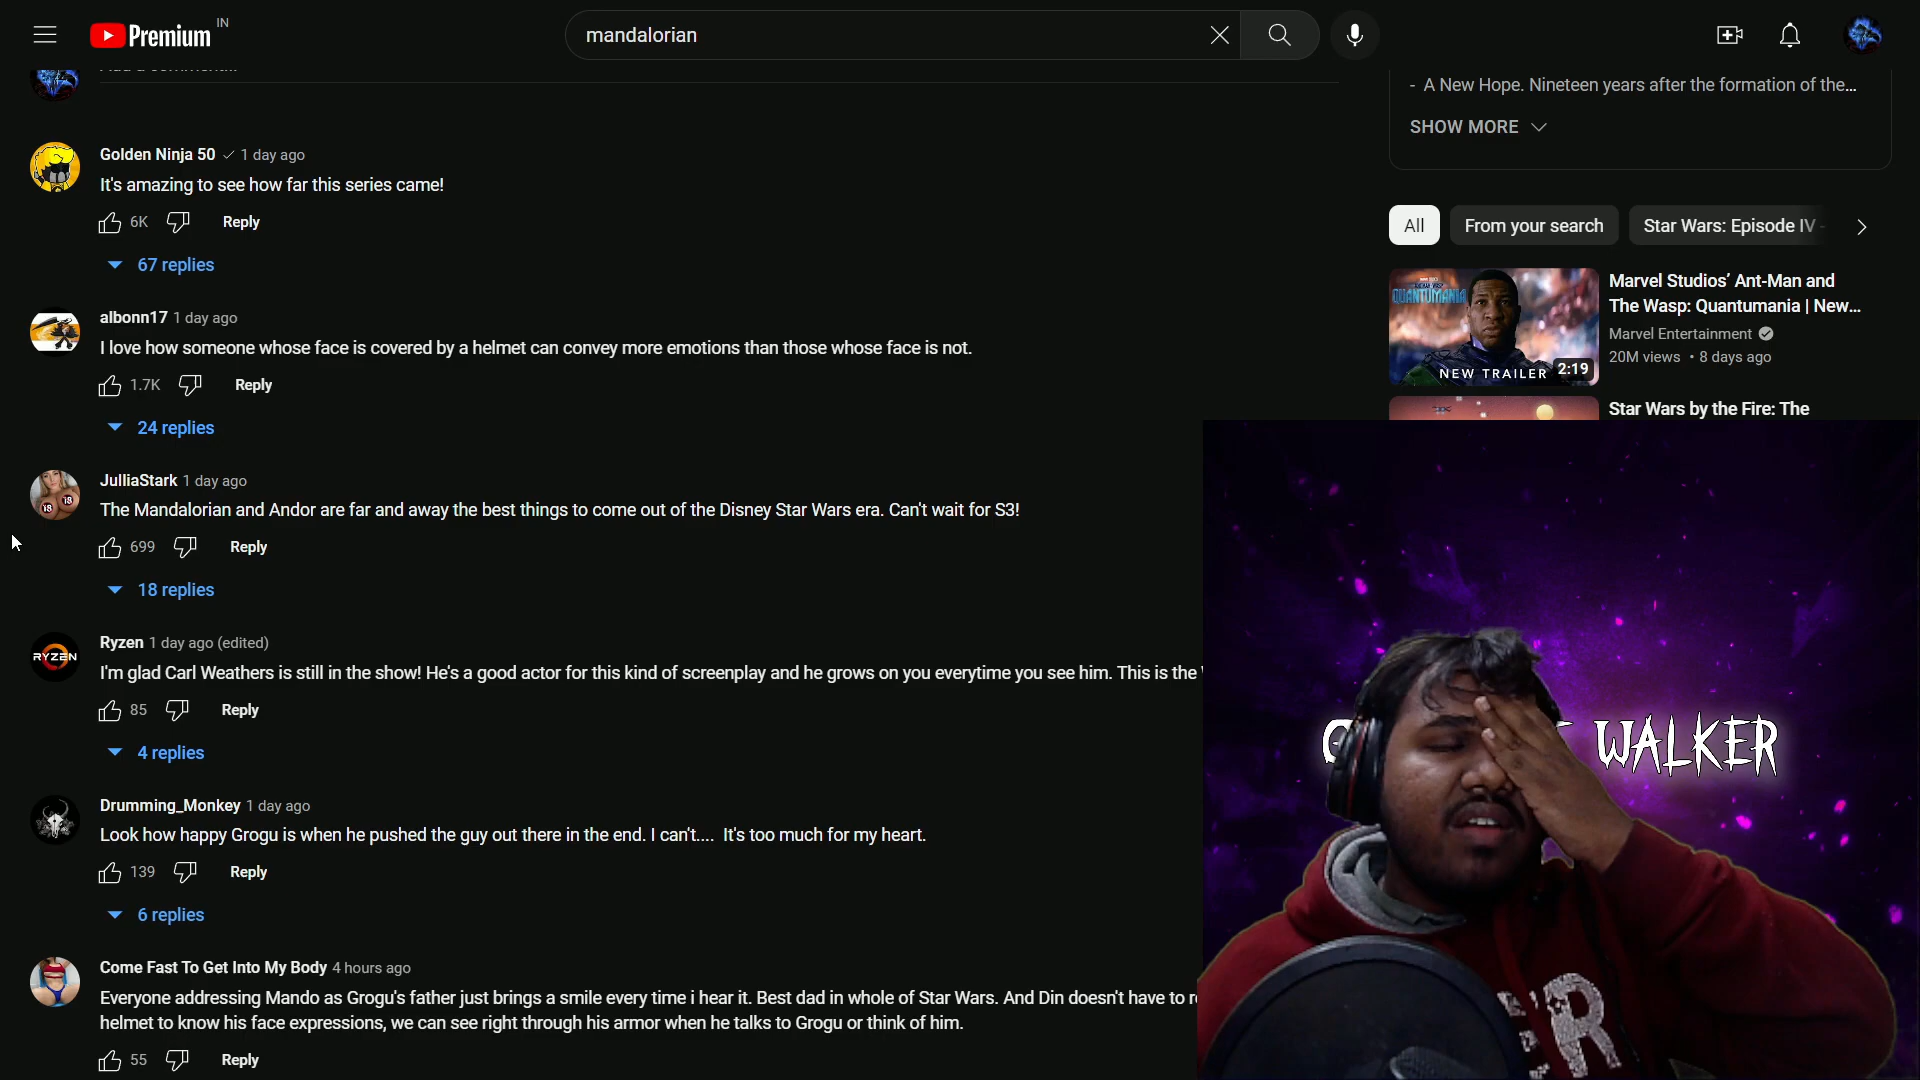 Premium IN
mandalorian
- A New Hope. Nineteen years after the formation of the...
SHOW MORE
Golden Ninja 50 1 day ago
It's amazing to see how far this series came!
6K Reply
67 replies
albonn17 1 day ago
I love how someone whose face is covered by a helmet can convey more emotions than those whose face is not.
1.7K Reply
24 replies
JulliaStark 1 day ago
18 18
The Mandalorian and Andor are far and away the best things to come out of the Disney Star Wars era. Can't wait for S3!
699 Reply
18 replies
RYZEN
Ryzen 1 day ago (edited)
I'm glad Carl Weathers is still in the show! He's a good actor for this kind of screenplay and he grows on you everytime you see him. This is the
85 Reply
4 replies
Drumming_Monkey 1 day ago
Look how happy Grogu is when he pushed the guy out there in the end. I can't.... It's too much for my heart.
139 Reply
6 replies
Come Fast To Get Into My Body 4 hours ago
Everyone addressing Mando as Grogu's father just brings a smile every time i hear it. Best dad in whole of Star Wars. And Din doesn't have to
helmet to know his face expressions, we can see right through his armor when he talks to Grogu or think of him.
55 Reply
All From your search Star Wars: Episode IV -
QUANTUMANIA
NEW TRAILER 2:19
Marvel Studios' Ant-Man and
The Wasp: Quantumania | New...
Marvel Entertainment
20M views • 8 days ago
Star Wars by the Fire: The
WALKER